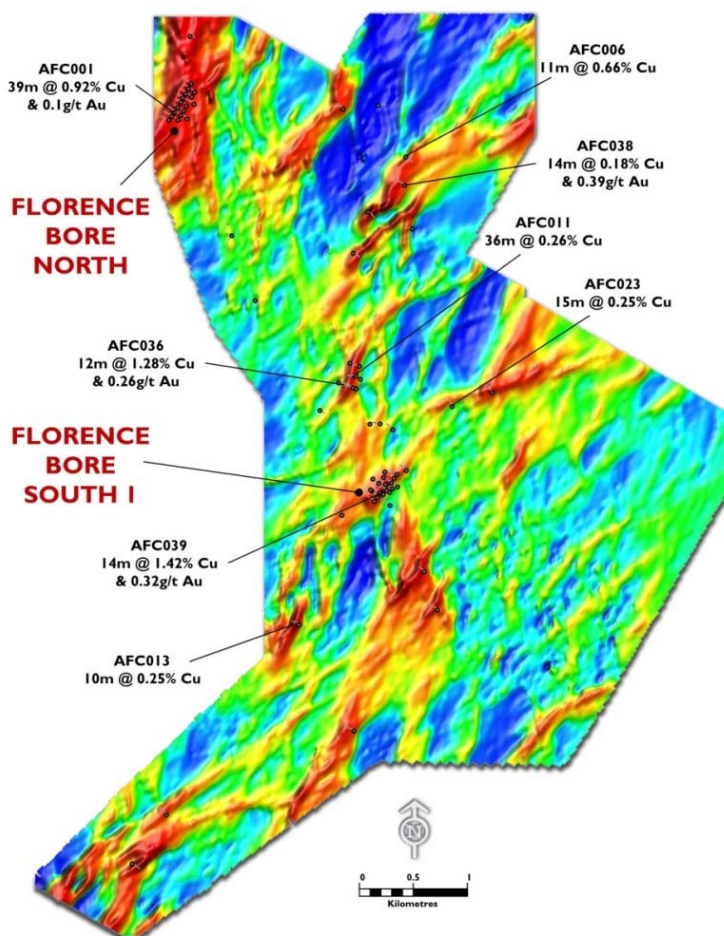 AFC001
39m @ 0.92% Cu
& 0.1g/t Au
AFC006
11m @ 0.66% Cu
AFC038
14m @ 0.18% Cu
& 0.39g/t Au
FLORENCE
BORE
NORTH
AFC011
36m @ 0.26% Cu
AFC023
15m @ 0.25% Cu
AFC036
12m @ 1.28% Cu
& 0.26g/t Au
FLORENCE
BORE
SOUTH 1
AFC039
14m @ 1.42% Cu
& 0.32g/t Au
AFC013
10m @ 0.25% Cu
N
0 0.5 1
Kilometres